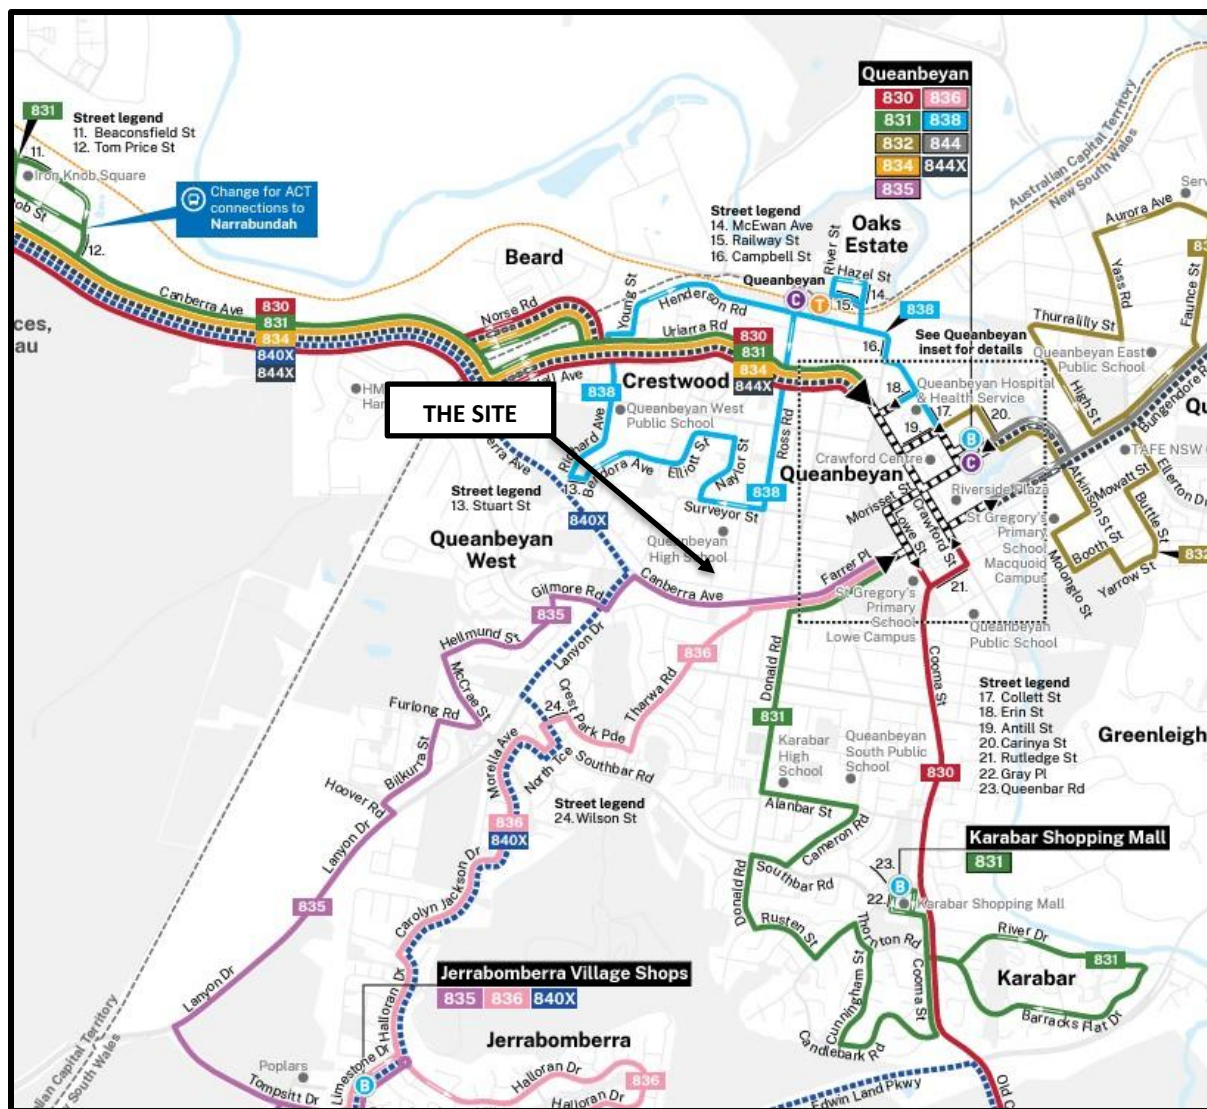 Queanbeyan
830 836
831 838
832 844
834 844X
835
831
Street legend
11. Beaconsfield St
12. Tom Price St
11.
Iron Knob Square
12.
Change for ACT
connections to
Narrabundah
Australian Capital Territory
New South Wales
Street legend
14. McEwan Ave
15. Railway St
16. Campbell St
Oaks
Estate
River St
Hazel St
14.
15.
Queanbeyan
C
T
Beard
Aurora Ave
Yass Rd
Faunce St
Canberra Ave
830
831
834
840X
844X
Norse Rd
Young St
Henderson Rd
Uriarra Rd
830
831
834
844X
838
16.
See Queanbeyan
inset for details
Thurralilly St
Queanbeyan East
Public School
High St
Bungendore
THE SITE
838
Crestwood
Queanbeyan West
Public School
Richard Ave
Elliott St
Naylor St
Ross Rd
838
Surveyor St
13.
Street legend
13. Stuart St
840X
18.
Queanbeyan Hospital
& Health Service
17.
20.
19.
B
C
Crawford Centre
Queanbeyan
Morisset St
Lowe St
Crawford St
Riverside Plaza
St Gregory's
Primary
School
Macquoid
Campus
Atkinson St
Mowatt St
TAFE NSW
Ellerton
Buttle St
Booth St
Yarrow St
Molonglo St
832
Queanbeyan
West
Queanbeyan
High School
Canberra Ave
Farrer Pl
21.
St Gregory's
Primary
School
Lowe Campus
Queanbeyan
Public School
Gilmore Rd
835
Hellmund St
McCrae St
Lanyon Dr
836
Tharwa Rd
Donald Rd
831
Cooma St
Furlong Rd
Bilkurra St
Hoover Rd
24.
Crest Park Pde
Morella Ave
North Tce
Southbar Rd
Street legend
24. Wilson St
836
840X
Street legend
17. Collett St
18. Erin St
19. Antill St
20. Carinya St
21. Rutledge St
22. Gray Pl
23. Queenbar Rd
Greenleigh
Karabar
High
School
Queanbeyan
South Public
School
830
Alanbar St
Cameron Rd
Southbar Rd
Donald Rd
Rusten St
Karabar Shopping Mall
831
23.
B
22.
Karabar Shopping Mall
Thornton Rd
Cunningham St
Cooma St
Candlebark Rd
River Dr
831
Karabar
Barracks Flat Dr
Lanyon Dr
835
Lanyon Dr
Carolyn Jackson Dr
Halloran Dr
Jerrabomberra Village Shops
835 836 840X
Jerrabomberra
Poplars
Limestone Dr
B
Tompsitt Dr
Halloran Dr
836
Halloran Dr
Edwin Land Pkwy